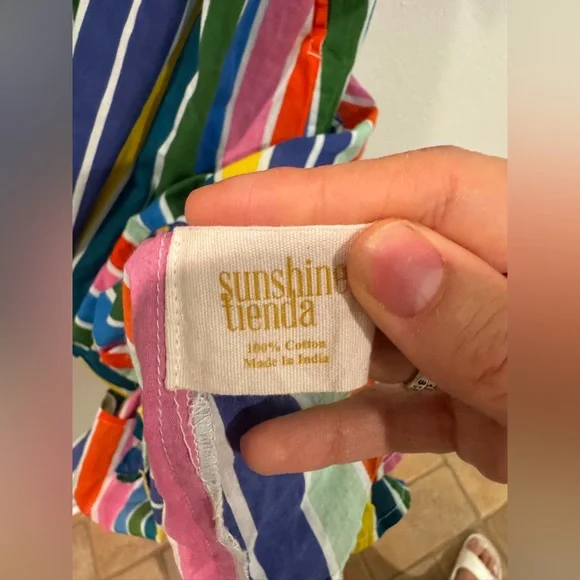 sunshine
tienda
100% Cotton
Made In India